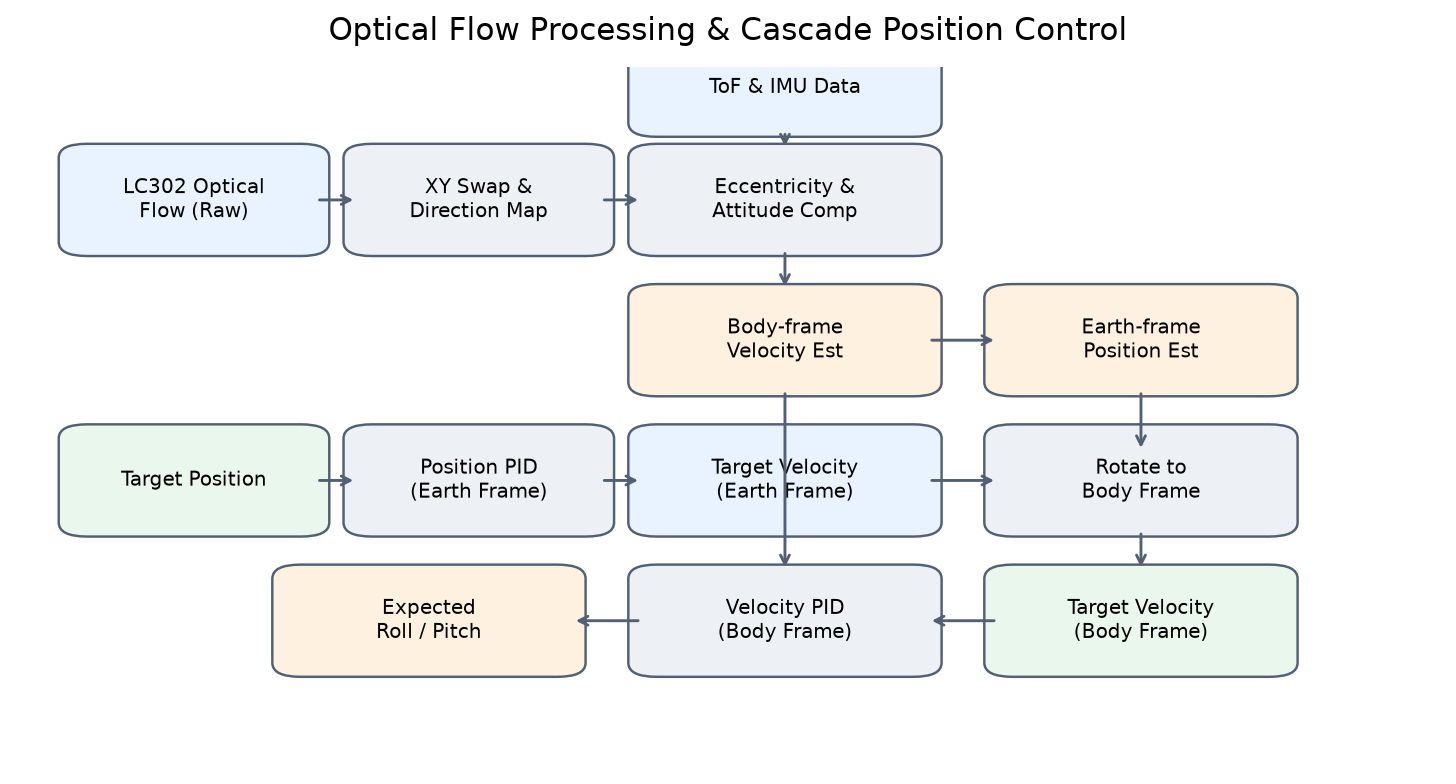 Optical Flow Processing & Cascade Position Control
ToF & IMU Data
LC302 Optical
Flow (Raw)
XY Swap &
Direction Map
Eccentricity &
Attitude Comp
Body-frame
Velocity Est
Earth-frame
Position Est
Target Position
Position PID
(Earth Frame)
Target Velocity
(Earth Frame)
Rotate to
Body Frame
Expected
Roll / Pitch
Velocity PID
(Body Frame)
Target Velocity
(Body Frame)